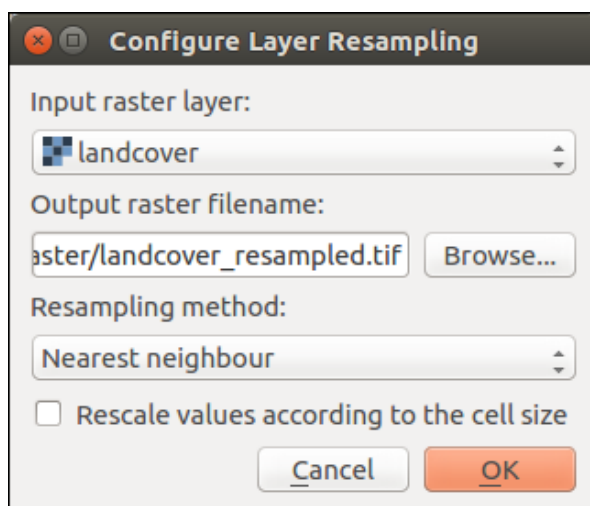 Configure Layer Resampling
Input raster layer:
landcover
Output raster filename:
aster/landcover_resampled.tif Browse...
Resampling method:
Nearest neighbour
Rescale values according to the cell size
Cancel OK